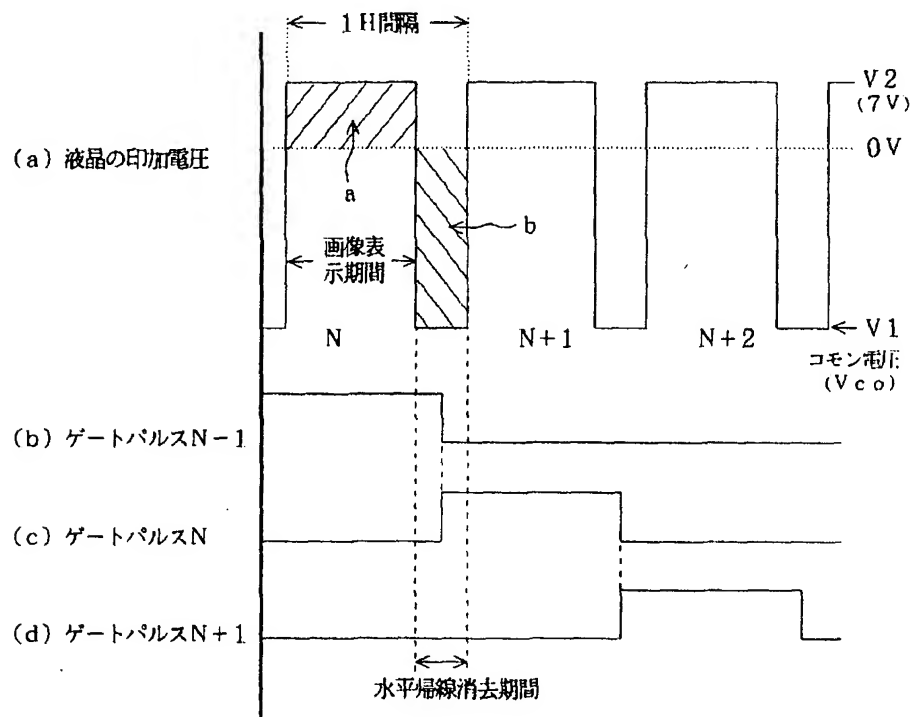 1H間隔
V2
(7V)
0V
(a) 液晶の印加電圧
a
b
画像表
示期間
N
N+1
N+2
V1
コモン電圧
(Vco)
(b) ゲートパルスN-1
(c) ゲートパルスN
(d) ゲートパルスN+1
水平帰線消去期間